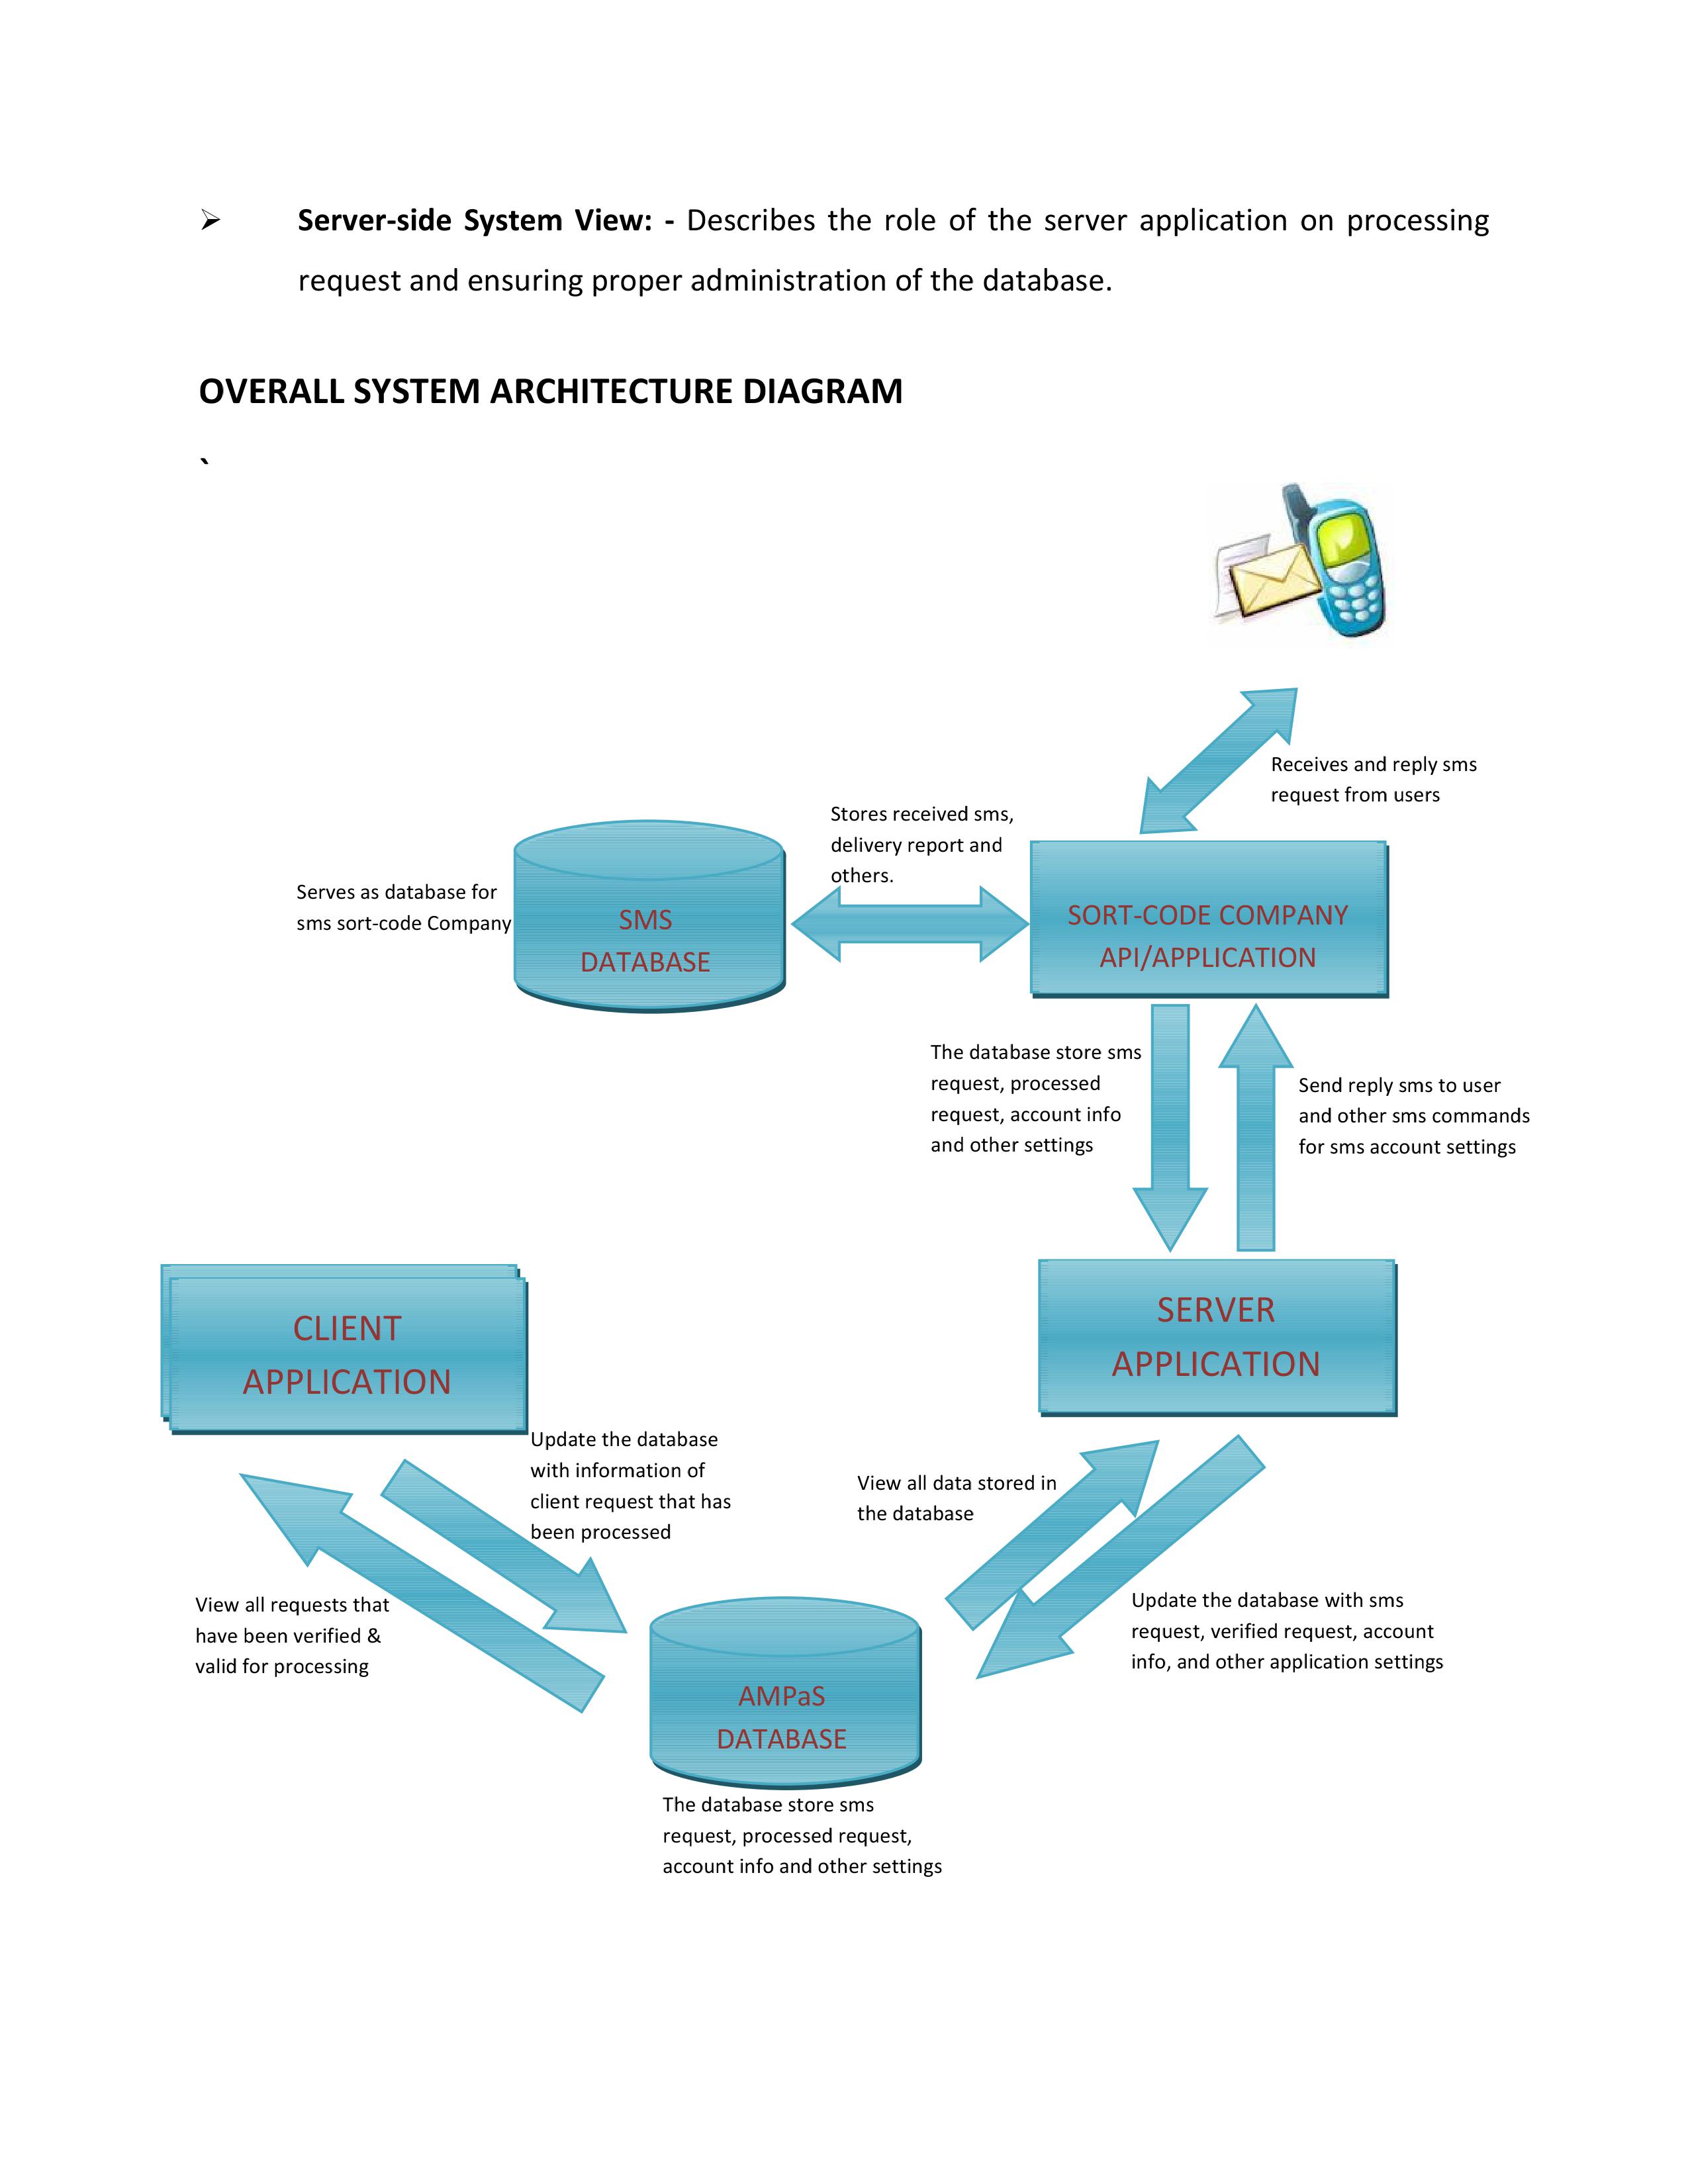 ➢ Server-side System View: - Describes the role of the server application on processing
request and ensuring proper administration of the database.
OVERALL SYSTEM ARCHITECTURE DIAGRAM
`
Receives and reply sms
request from users
Stores received sms,
delivery report and
others.
Serves as database for
sms sort-code Company
SMS
DATABASE
SORT-CODE COMPANY
API/APPLICATION
The database store sms
request, processed
request, account info
and other settings
Send reply sms to user
and other sms commands
for sms account settings
CLIENT
APPLICATION
SERVER
APPLICATION
Update the database
with information of
client request that has
been processed
View all data stored in
the database
View all requests that
have been verified &
valid for processing
Update the database with sms
request, verified request, account
info, and other application settings
AMPaS
DATABASE
The database store sms
request, processed request,
account info and other settings